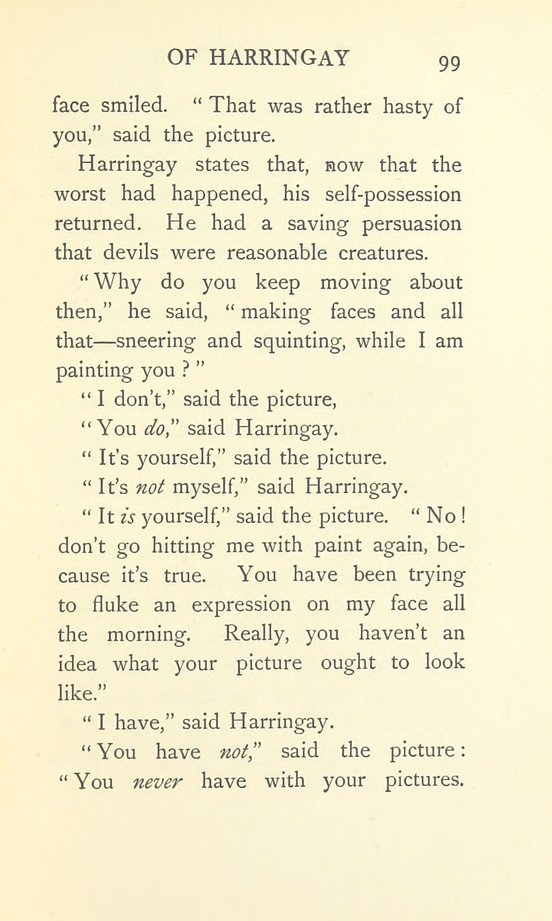 OF HARRINGAY 99
face smiled. “ That was rather hasty of
you,” said the picture.
Harringay states that, now that the
worst had happened, his self-possession
returned. He had a saving persuasion
that devils were reasonable creatures.
“ Why do you keep moving about
then,” he said, “ making faces and all
that—sneering and squinting, while I am
painting you ? ”
“ I don’t,” said the picture,
“ You do,” said Harringay.
“ It’s yourself,” said the picture.
“ It’s not myself,” said Harringay.
“ It is yourself,” said the picture. “ No !
don’t go hitting me with paint again, be-
cause it’s true. You have been trying
to fluke an expression on my face all
the morning. Really, you haven’t an
idea what your picture ought to look
like.”
“ I have,” said Harringay.
“ You have not,” said the picture :
“ You never have with your pictures.